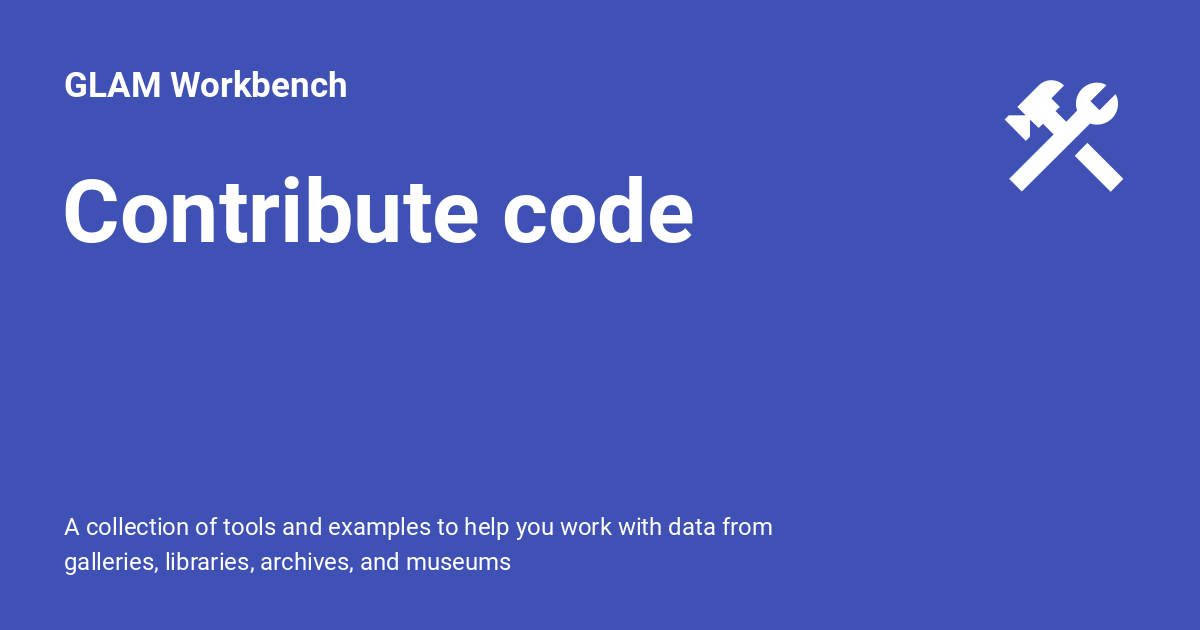 GLAM Workbench
Contribute code
A collection of tools and examples to help you work with data from
galleries, libraries, archives, and museums